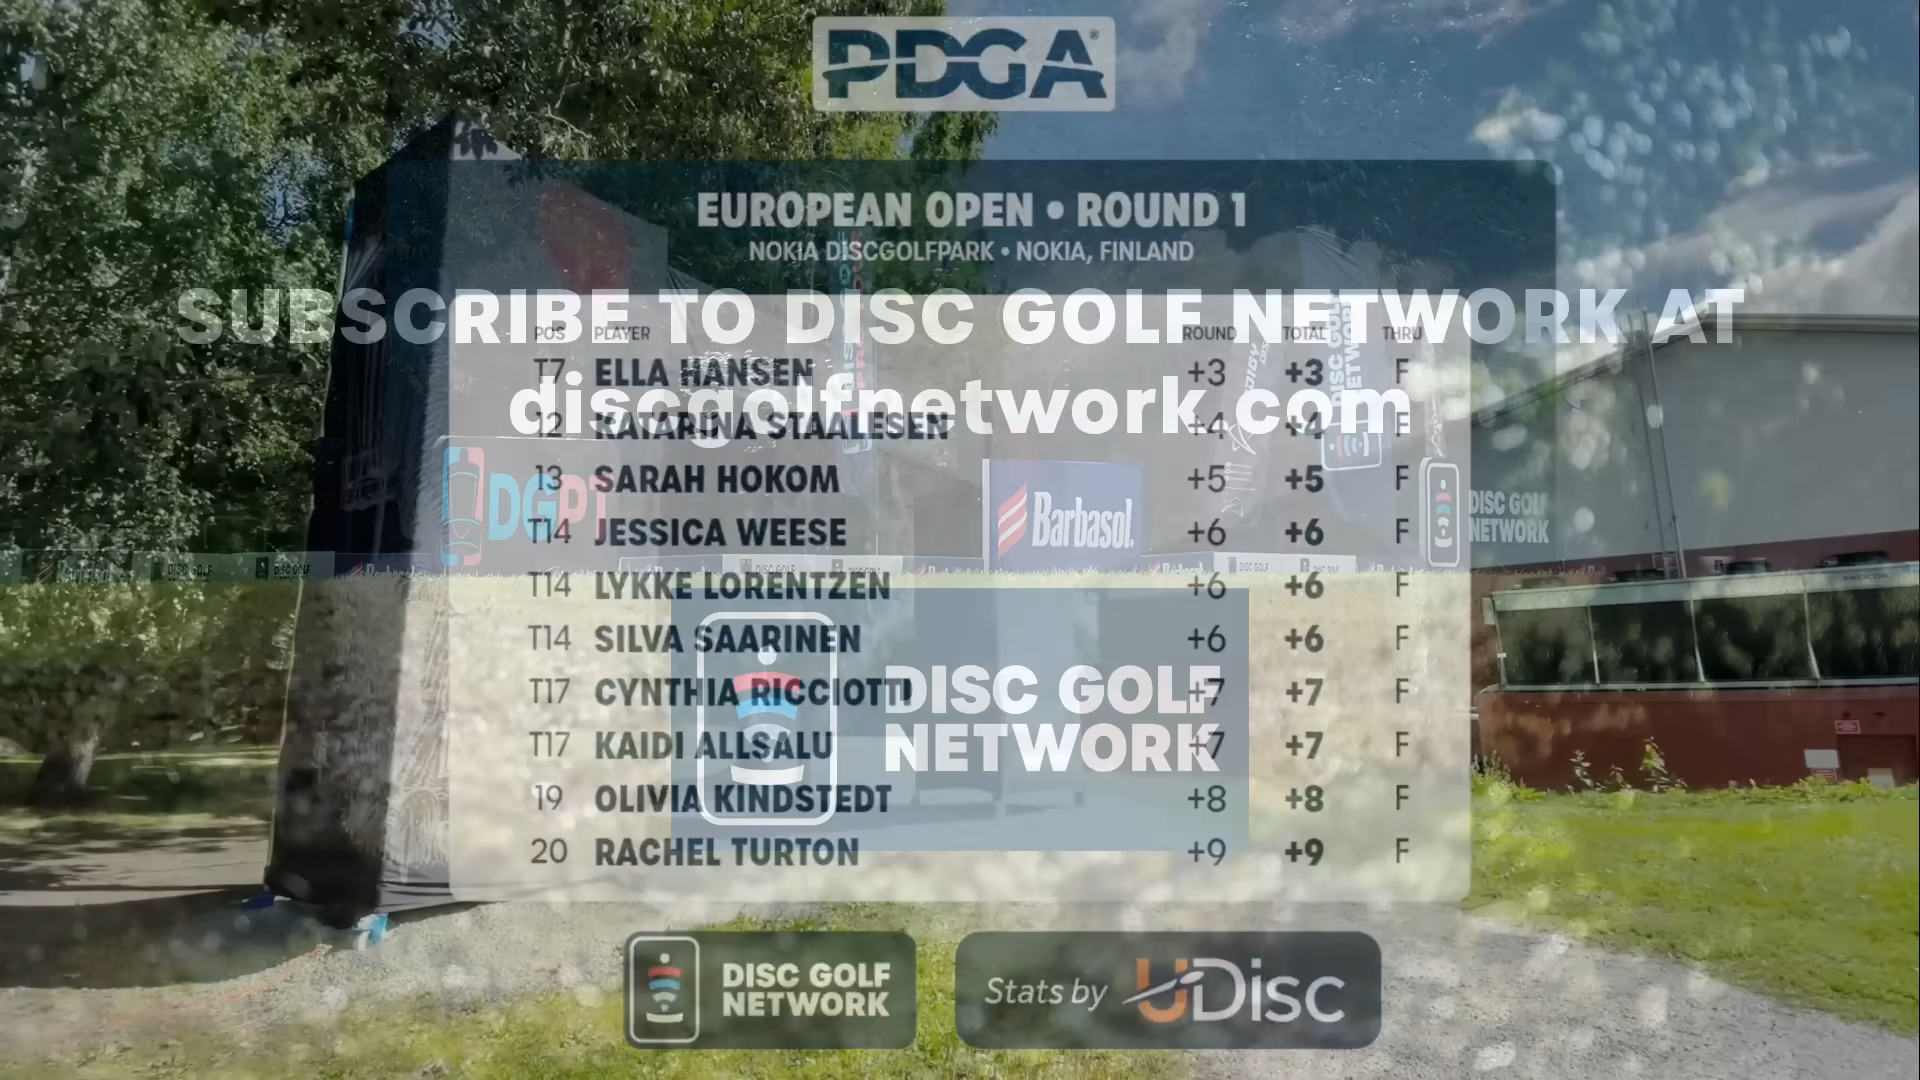 PDGA
EUROPEAN OPEN • ROUND 1
NOKIA DISCGOLFPARK • NOKIA, FINLAND
SUBSCRIBE TO DISC GOLF NETWORK AT
discgolfnetwork.com
POS PLAYER ROUND TOTAL THRU
T7 ELLA HANSEN +3 +3 F
12 KATARINA STAALESEN +4 +4 F
13 SARAH HOKOM +5 +5 F
T14 JESSICA WEESE +6 +6 F
T14 LYKKE LORENTZEN +6 +6 F
T14 SILVA SAARINEN +6 +6 F
T17 CYNTHIA RICCIOTTI +7 +7 F
T17 KAIDI ALLSALU +7 +7 F
19 OLIVIA KINDSTEDT +8 +8 F
20 RACHEL TURTON +9 +9 F
DGPT
Barbasol
DISC GOLF
NETWORK
DISC GOLF
NETWORK
DISC GOLF
NETWORK
DISC GOLF
NETWORK
Stats by UDisc